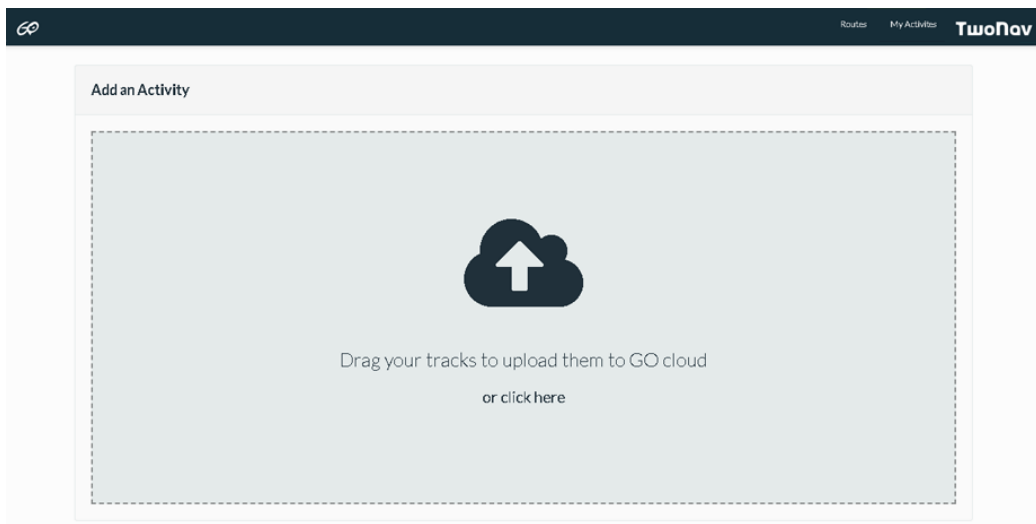 GO
Routes
My Activites
TwoNav
Add an Activity
Drag your tracks to upload them to GO cloud
or click here